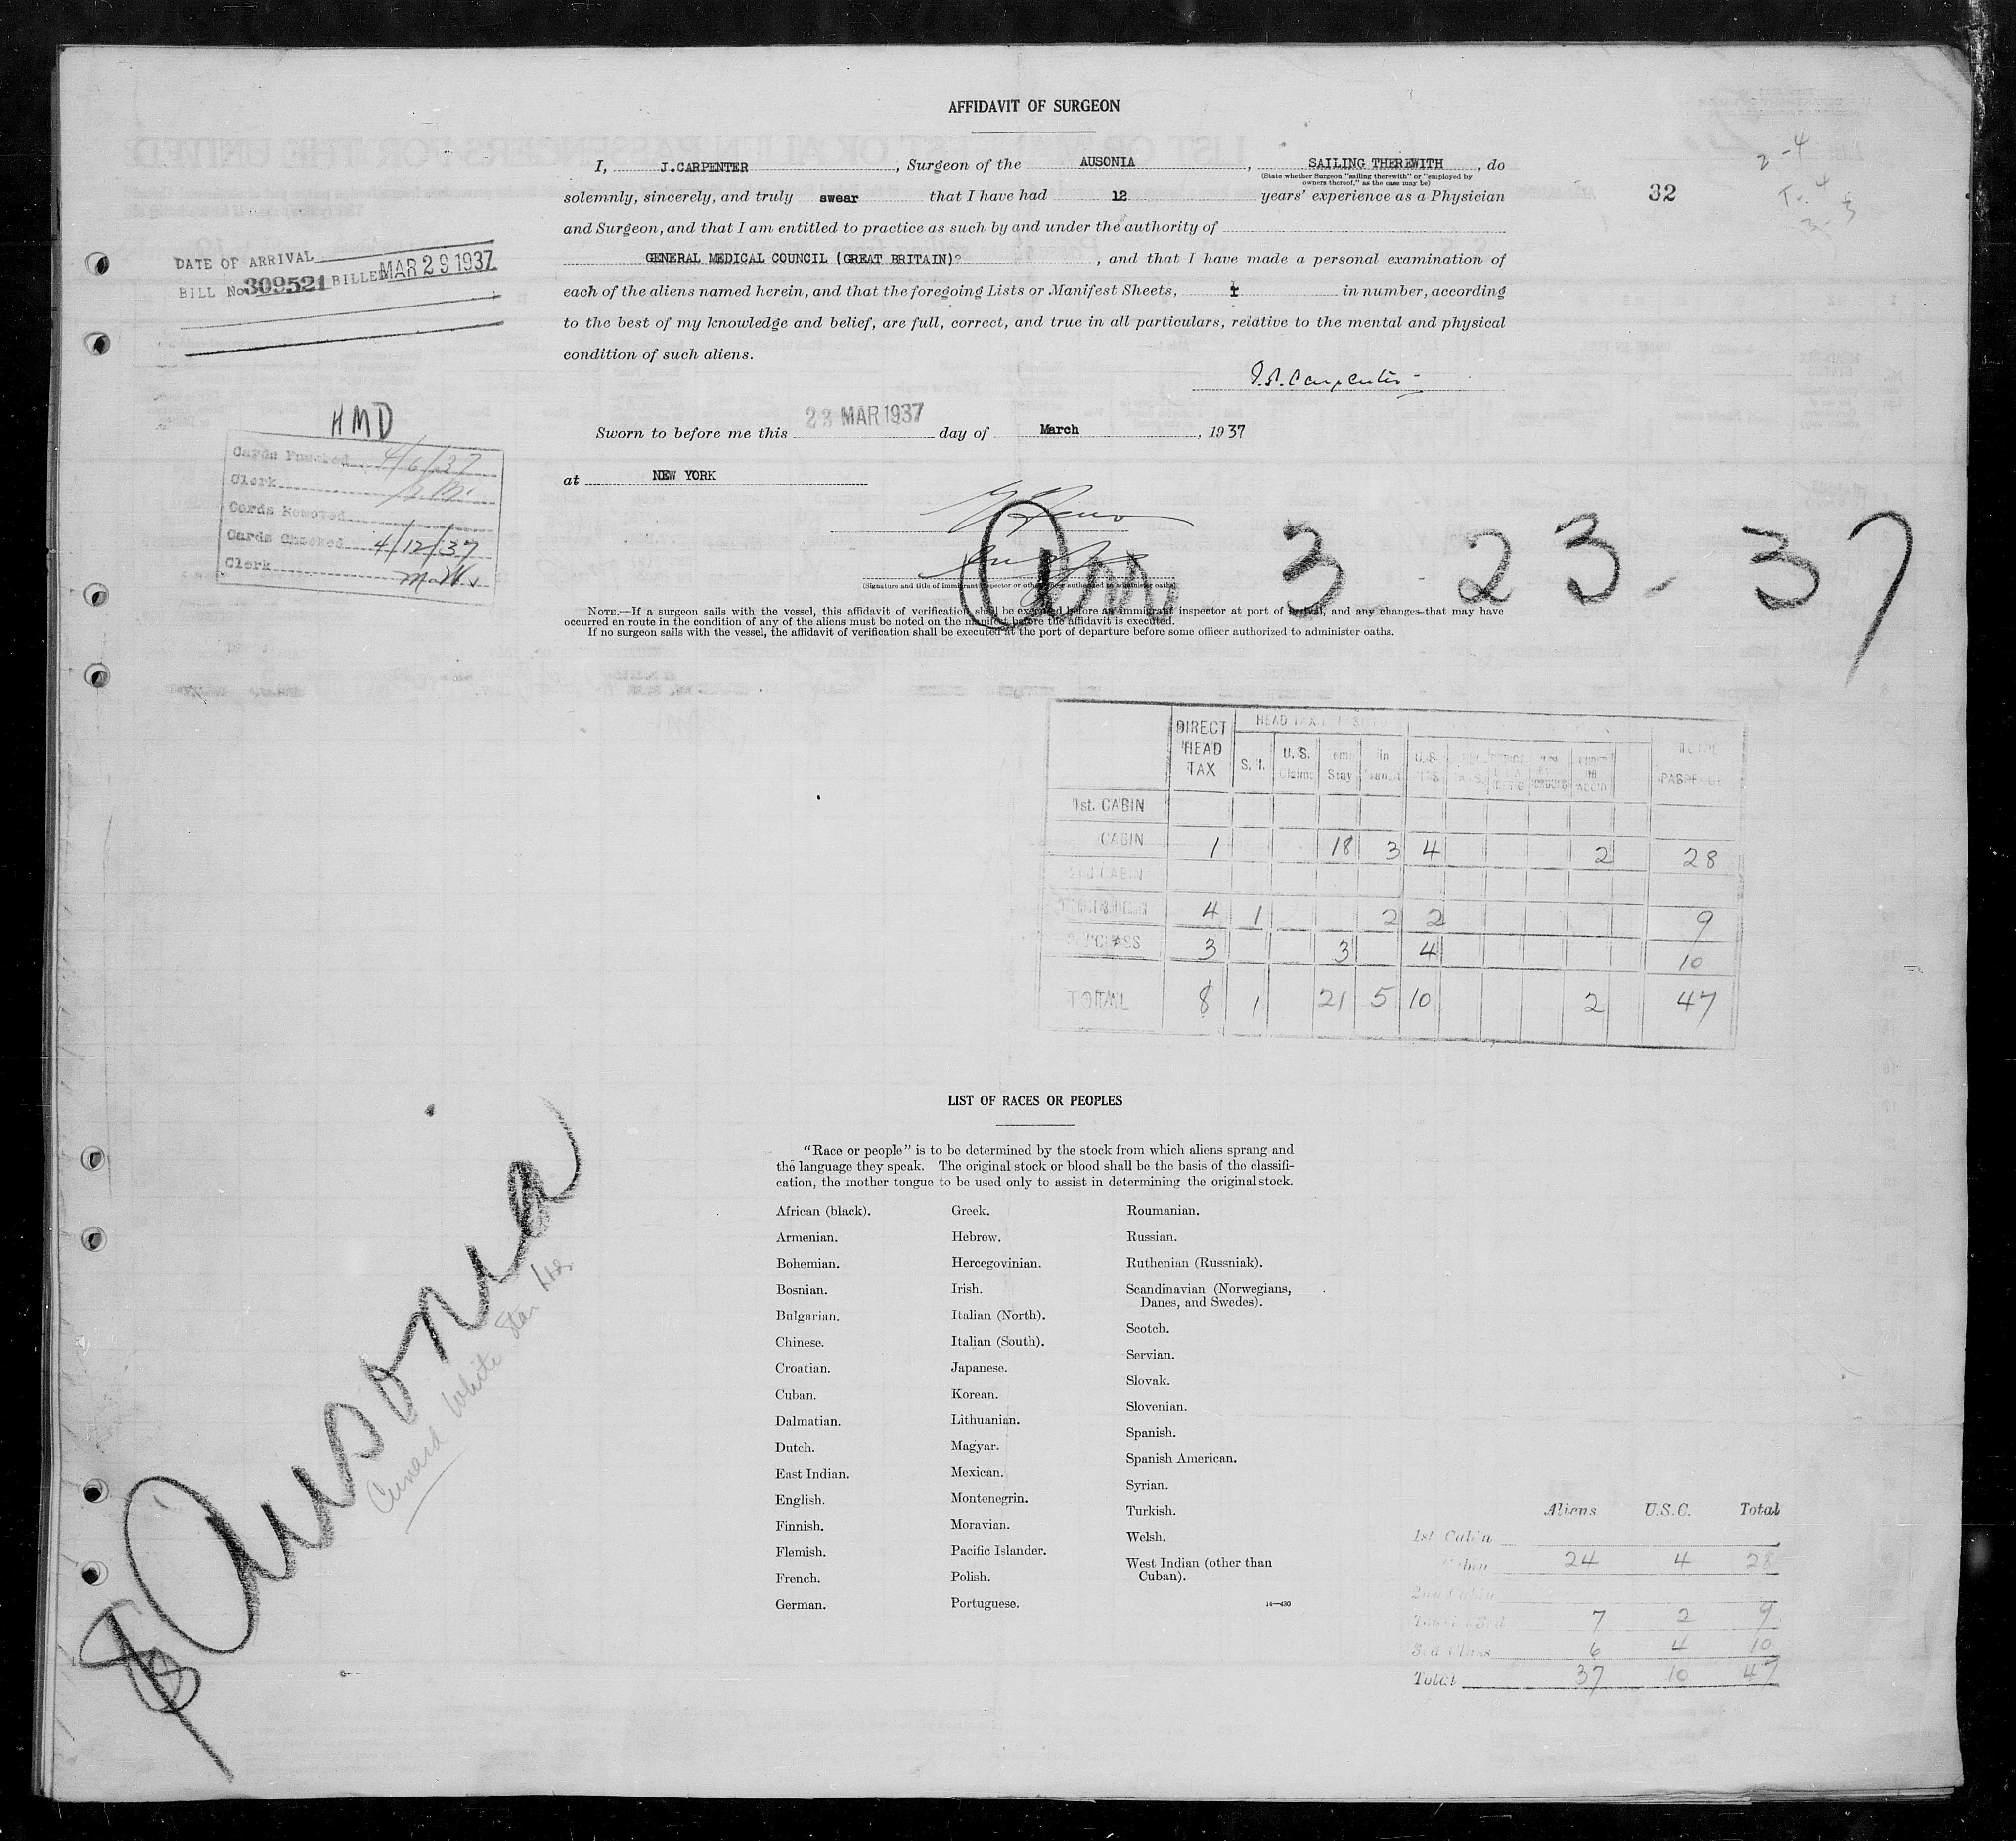 AFFIDAVIT OF SURGEON
I, J.CARPENTER, Surgeon of the AUSONIA, SAILING THEREWITH, do
(State whether Surgeon "sailing therewith" or "employed by
owners thereof," as the case may be)
solemnly, sincerely, and truly swear that I have had 12 years' experience as a Physician
and Surgeon, and that I am entitled to practice as such by and under the authority of
GENERAL MEDICAL COUNCIL (GREAT BRITAIN)?, and that I have made a personal examination of
each of the aliens named herein, and that the foregoing Lists or Manifest Sheets, 1 in number, according
to the best of my knowledge and belief, are full, correct, and true in all particulars, relative to the mental and physical
condition of such aliens.
J.A. Carpenter
32
2-4
DATE OF ARRIVAL
BILL No 309521 BILLED MAR 29 1937
Sworn to before me this 23 MAR 1937 day of March, 1937
at NEW YORK
HMD
Cards Punched 4/6/37
Clerk
Cards Removed
Cards Checked 4/12/37
Clerk
(Signature and title of immigrant inspector or other officer authorized to administer oaths)
Arr 3-23-37
NOTE.—If a surgeon sails with the vessel, this affidavit of verification shall be executed before an immigrant inspector at port of arrival, and any changes that may have
occurred en route in the condition of any of the aliens must be noted on the manifest before the affidavit is executed.
If no surgeon sails with the vessel, the affidavit of verification shall be executed at the port of departure before some officer authorized to administer oaths.
DIRECT HEAD TAX
HEAD TAX
S.I.
U.S. Claims
Stay
U.S.
1st. CABIN
CABIN 1 18 3 4 2 28
2nd CABIN
4 1 2 2 9
3 3 4 10
TOTAL 8 1 21 5 10 2 47
LIST OF RACES OR PEOPLES
"Race or people" is to be determined by the stock from which aliens sprang and
the language they speak. The original stock or blood shall be the basis of the classifi-
cation, the mother tongue to be used only to assist in determining the original stock.
African (black).
Armenian.
Bohemian.
Bosnian.
Bulgarian.
Chinese.
Croatian.
Cuban.
Dalmatian.
Dutch.
East Indian.
English.
Finnish.
Flemish.
French.
German.
Greek.
Hebrew.
Hercegovinian.
Irish.
Italian (North).
Italian (South).
Japanese.
Korean.
Lithuanian.
Magyar.
Mexican.
Montenegrin.
Moravian.
Pacific Islander.
Polish.
Portuguese.
Roumanian.
Russian.
Ruthenian (Russniak).
Scandinavian (Norwegians,
Danes, and Swedes).
Scotch.
Servian.
Slovak.
Slovenian.
Spanish.
Spanish American.
Syrian.
Turkish.
Welsh.
West Indian (other than
Cuban).
14—430
Ausonia
Cunard White Star
Aliens U.S.C. Total
1st Cabin
Cabin 24 4 28
2nd Cabin
7 2 9
3rd Class 6 4 10
Total 37 10 47